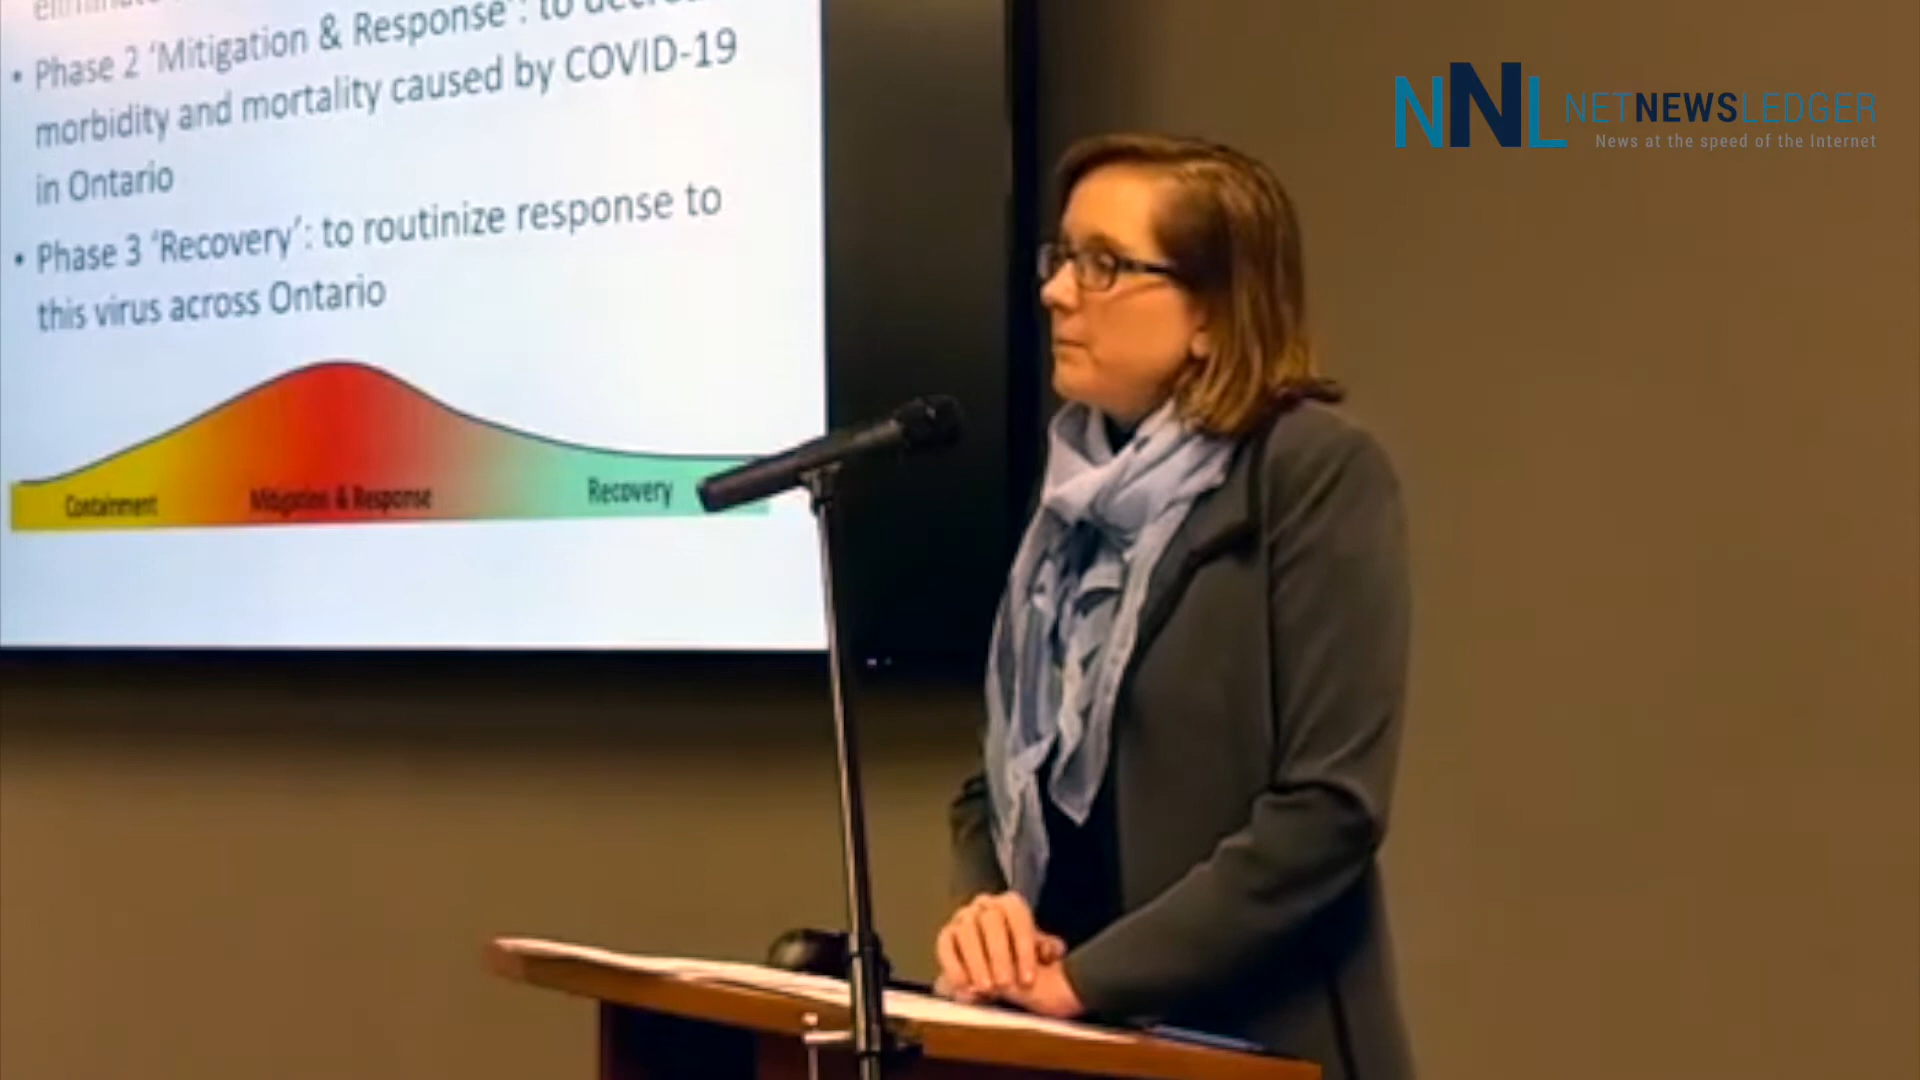 • Phase 2 ‘Mitigation & Response’: to
morbidity and mortality caused by COVID-19
in Ontario
• Phase 3 ‘Recovery’: to routinize response to
this virus across Ontario
Containment
Mitigation & Response
Recovery
NNL NETNEWSLEDGER
News at the speed of the Internet